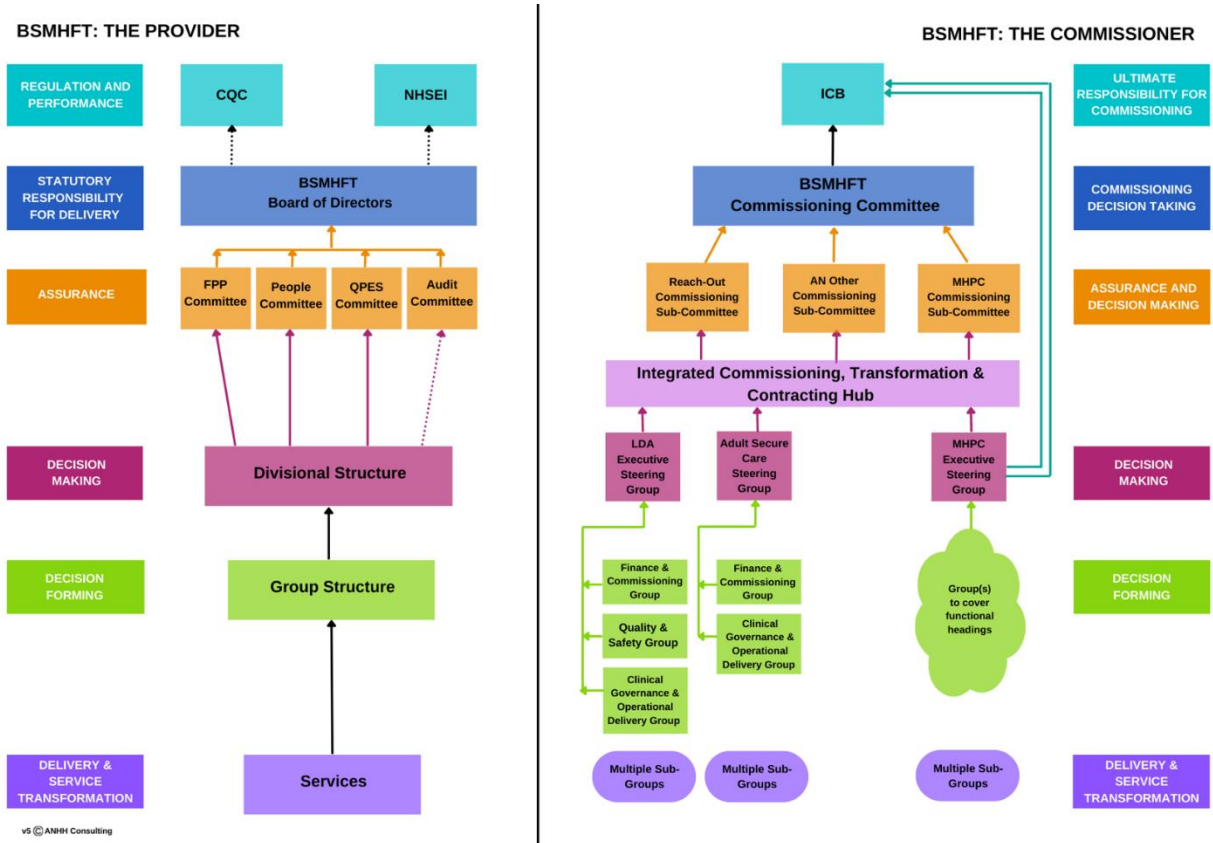 BSMHFT: THE PROVIDER
REGULATION AND
PERFORMANCE
CQC
NHSEI
STATUTORY
RESPONSIBILITY
FOR DELIVERY
BSMHFT
Board of Directors
ASSURANCE
FPP
Committee
People
Committee
QPES
Committee
Audit
Committee
DECISION
MAKING
Divisional Structure
DECISION
FORMING
Group Structure
DELIVERY &
SERVICE
TRANSFORMATION
Services
v5 © ANHH Consulting
BSMHFT: THE COMMISSIONER
ICB
ULTIMATE
RESPONSIBILITY FOR
COMMISSIONING
BSMHFT
Commissioning Committee
COMMISSIONING
DECISION TAKING
Reach-Out
Commissioning
Sub-Committee
AN Other
Commissioning
Sub-Committee
MHPC
Commissioning
Sub-Committee
ASSURANCE AND
DECISION MAKING
Integrated Commissioning, Transformation &
Contracting Hub
LDA
Executive
Steering
Group
Adult Secure
Care
Steering
Group
MHPC
Executive
Steering
Group
DECISION
MAKING
Finance &
Commissioning
Group
Quality &
Safety Group
Clinical
Governance &
Operational
Delivery Group
Finance &
Commissioning
Group
Clinical
Governance &
Operational
Delivery Group
Group(s)
to cover
functional
headings
DECISION
FORMING
Multiple Sub-
Groups
Multiple Sub-
Groups
Multiple Sub-
Groups
DELIVERY &
SERVICE
TRANSFORMATION